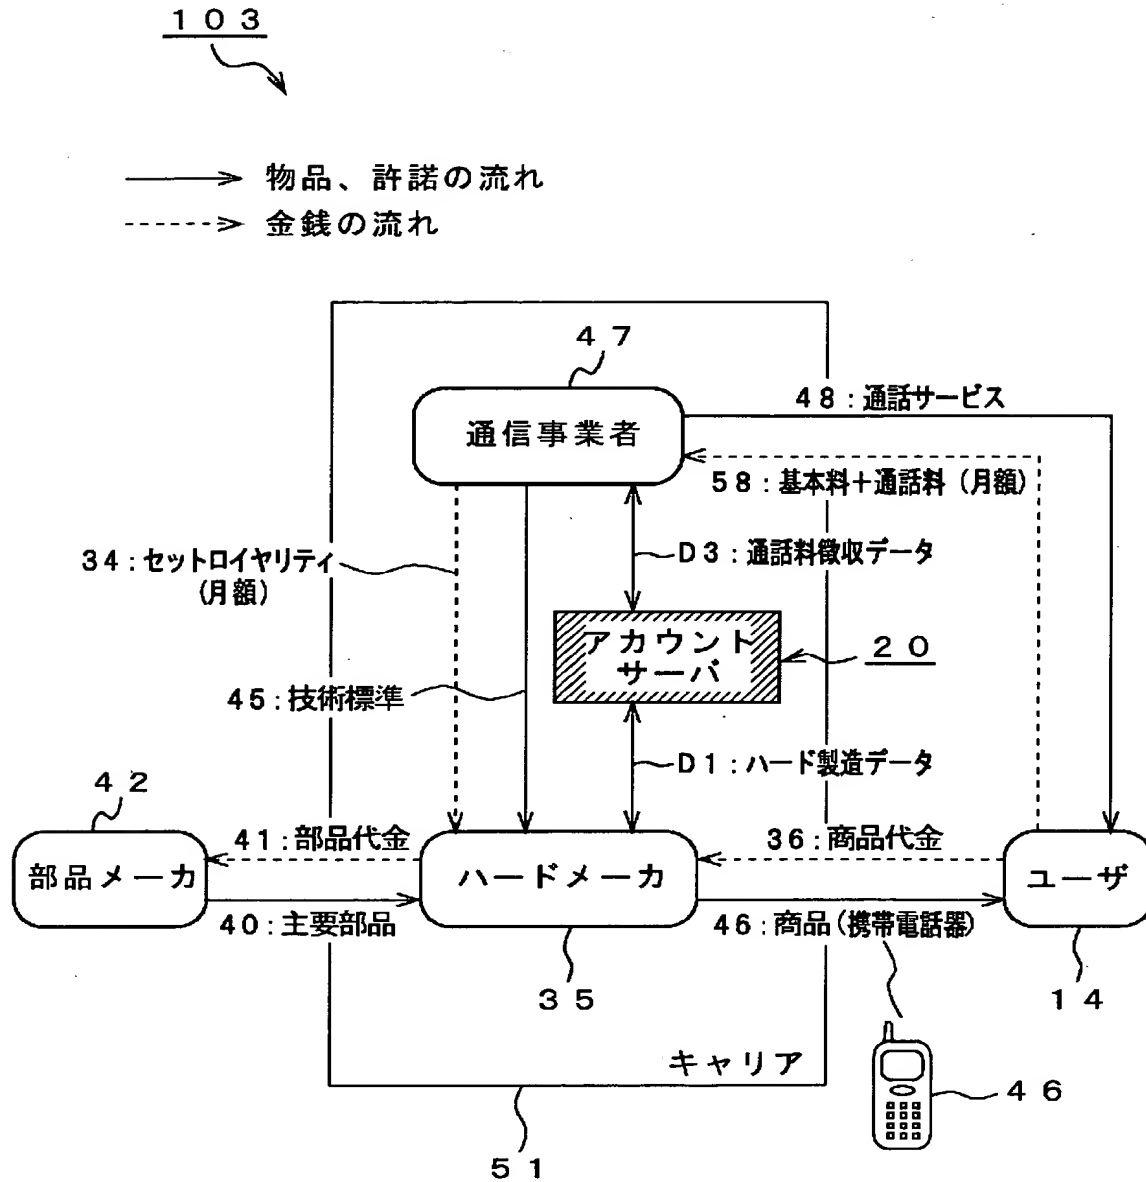 １０３
物品、許諾の流れ
金銭の流れ
４７
４８：通話サービス
通信事業者
５８：基本料＋通話料（月額）
３４：セットロイヤリティ
（月額）
Ｄ３：通話料徴収データ
アカウント
サーバ
２０
４５：技術標準
Ｄ１：ハード製造データ
４２
４１：部品代金
３６：商品代金
部品メーカ
ハードメーカ
ユーザ
４０：主要部品
４６：商品（携帯電話器）
３５
１４
キャリア
４６
５１